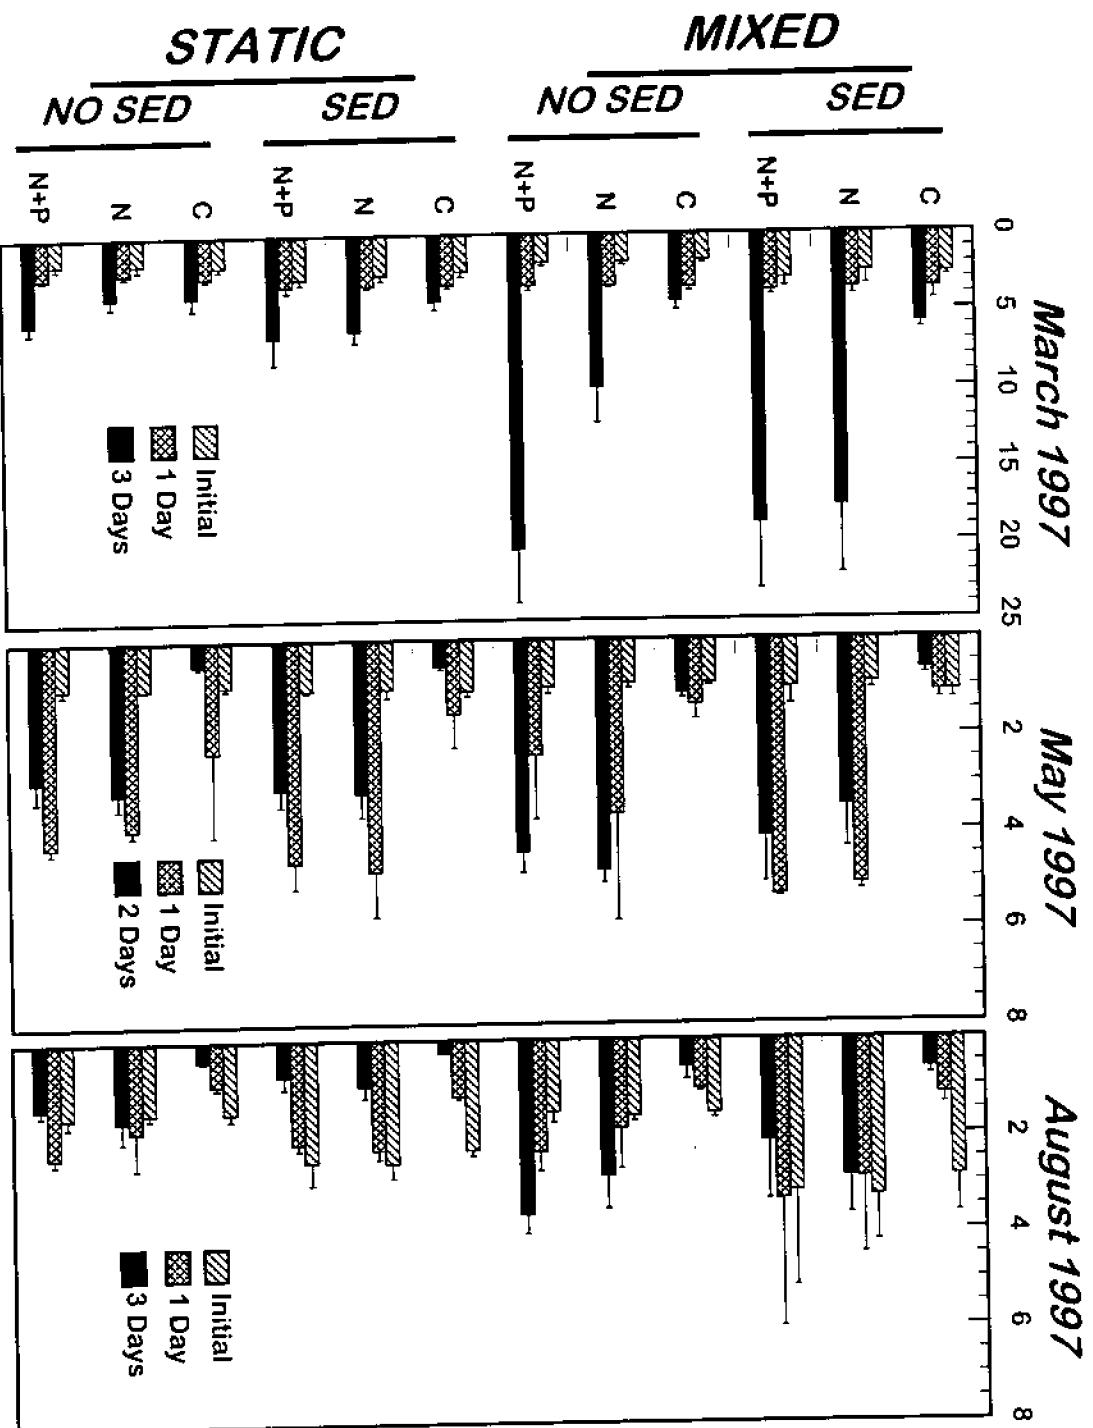 March 1997
0
5
10
15
20
25
Initial
1 Day
3 Days
May 1997
2
4
6
8
Initial
1 Day
2 Days
August 1997
2
4
6
8
Initial
1 Day
3 Days
C
N
N+P
C
N
N+P
C
N
N+P
C
N
N+P
SED
NO SED
SED
NO SED
MIXED
STATIC